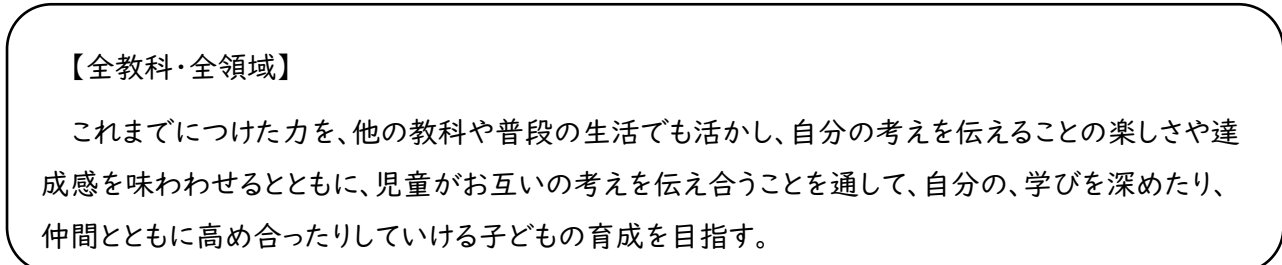 【全教科・全領域】
これまでにつけた力を、他の教科や普段の生活でも活かし、自分の考えを伝えることの楽しさや達
成感を味わわせるとともに、児童がお互いの考えを伝え合うことを通して、自分の、学びを深めたり、
仲間とともに高め合ったりしていける子どもの育成を目指す。